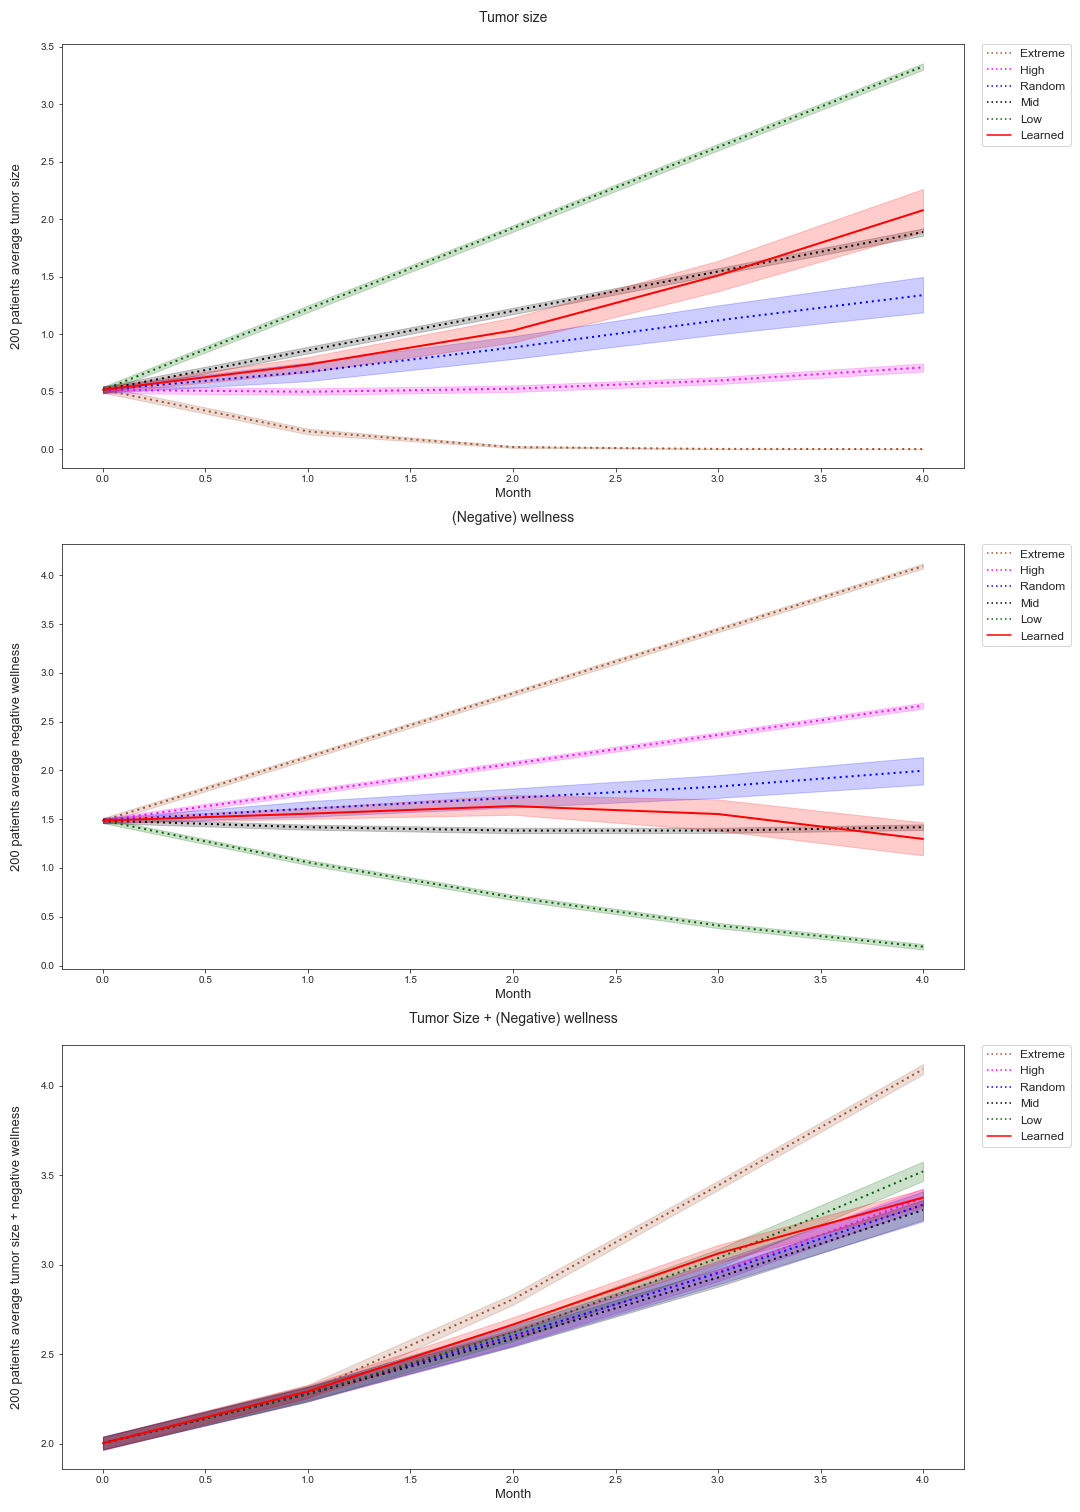 Tumor size
200 patients average tumor size
3.5
3.0
2.5
2.0
1.5
1.0
0.5
0.0
0.0 0.5 1.0 1.5 2.0 2.5 3.0 3.5 4.0
Month
Extreme
High
Random
Mid
Low
Learned
(Negative) wellness
200 patients average negative wellness
4.0
3.5
3.0
2.5
2.0
1.5
1.0
0.5
0.0
0.0 0.5 1.0 1.5 2.0 2.5 3.0 3.5 4.0
Month
Extreme
High
Random
Mid
Low
Learned
Tumor Size + (Negative) wellness
200 patients average tumor size + negative wellness
4.0
3.5
3.0
2.5
2.0
0.0 0.5 1.0 1.5 2.0 2.5 3.0 3.5 4.0
Month
Extreme
High
Random
Mid
Low
Learned